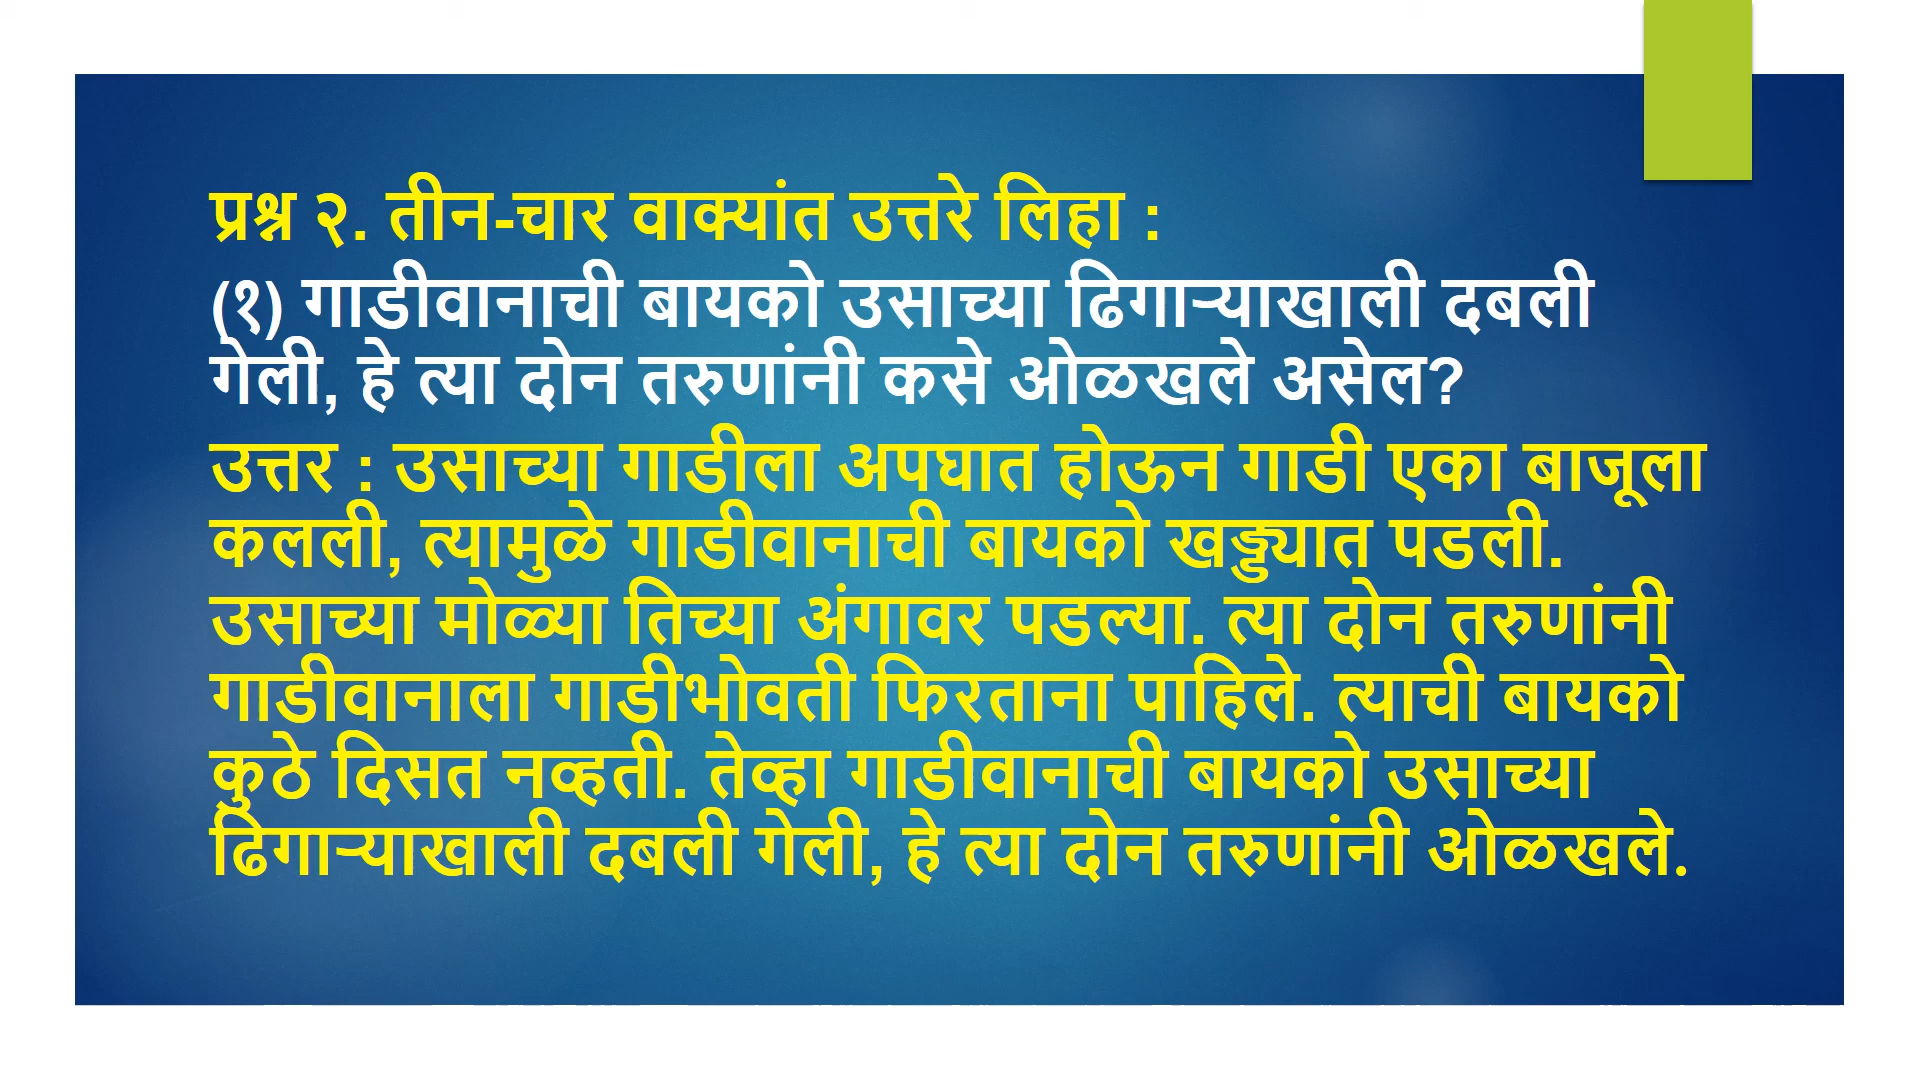 प्रश्न २. तीन-चार वाक्यांत उत्तरे लिहा :
(१) गाडीवानाची बायको उसाच्या ढिगाऱ्याखाली दबली
गेली, हे त्या दोन तरुणांनी कसे ओळखले असेल?
उत्तर : उसाच्या गाडीला अपघात होऊन गाडी एका बाजूला
कलली, त्यामुळे गाडीवानाची बायको खड्ड्यात पडली.
उसाच्या मोळ्या तिच्या अंगावर पडल्या. त्या दोन तरुणांनी
गाडीवानाला गाडीभोवती फिरताना पाहिले. त्याची बायको
कुठे दिसत नव्हती. तेव्हा गाडीवानाची बायको उसाच्या
ढिगाऱ्याखाली दबली गेली, हे त्या दोन तरुणांनी ओळखले.